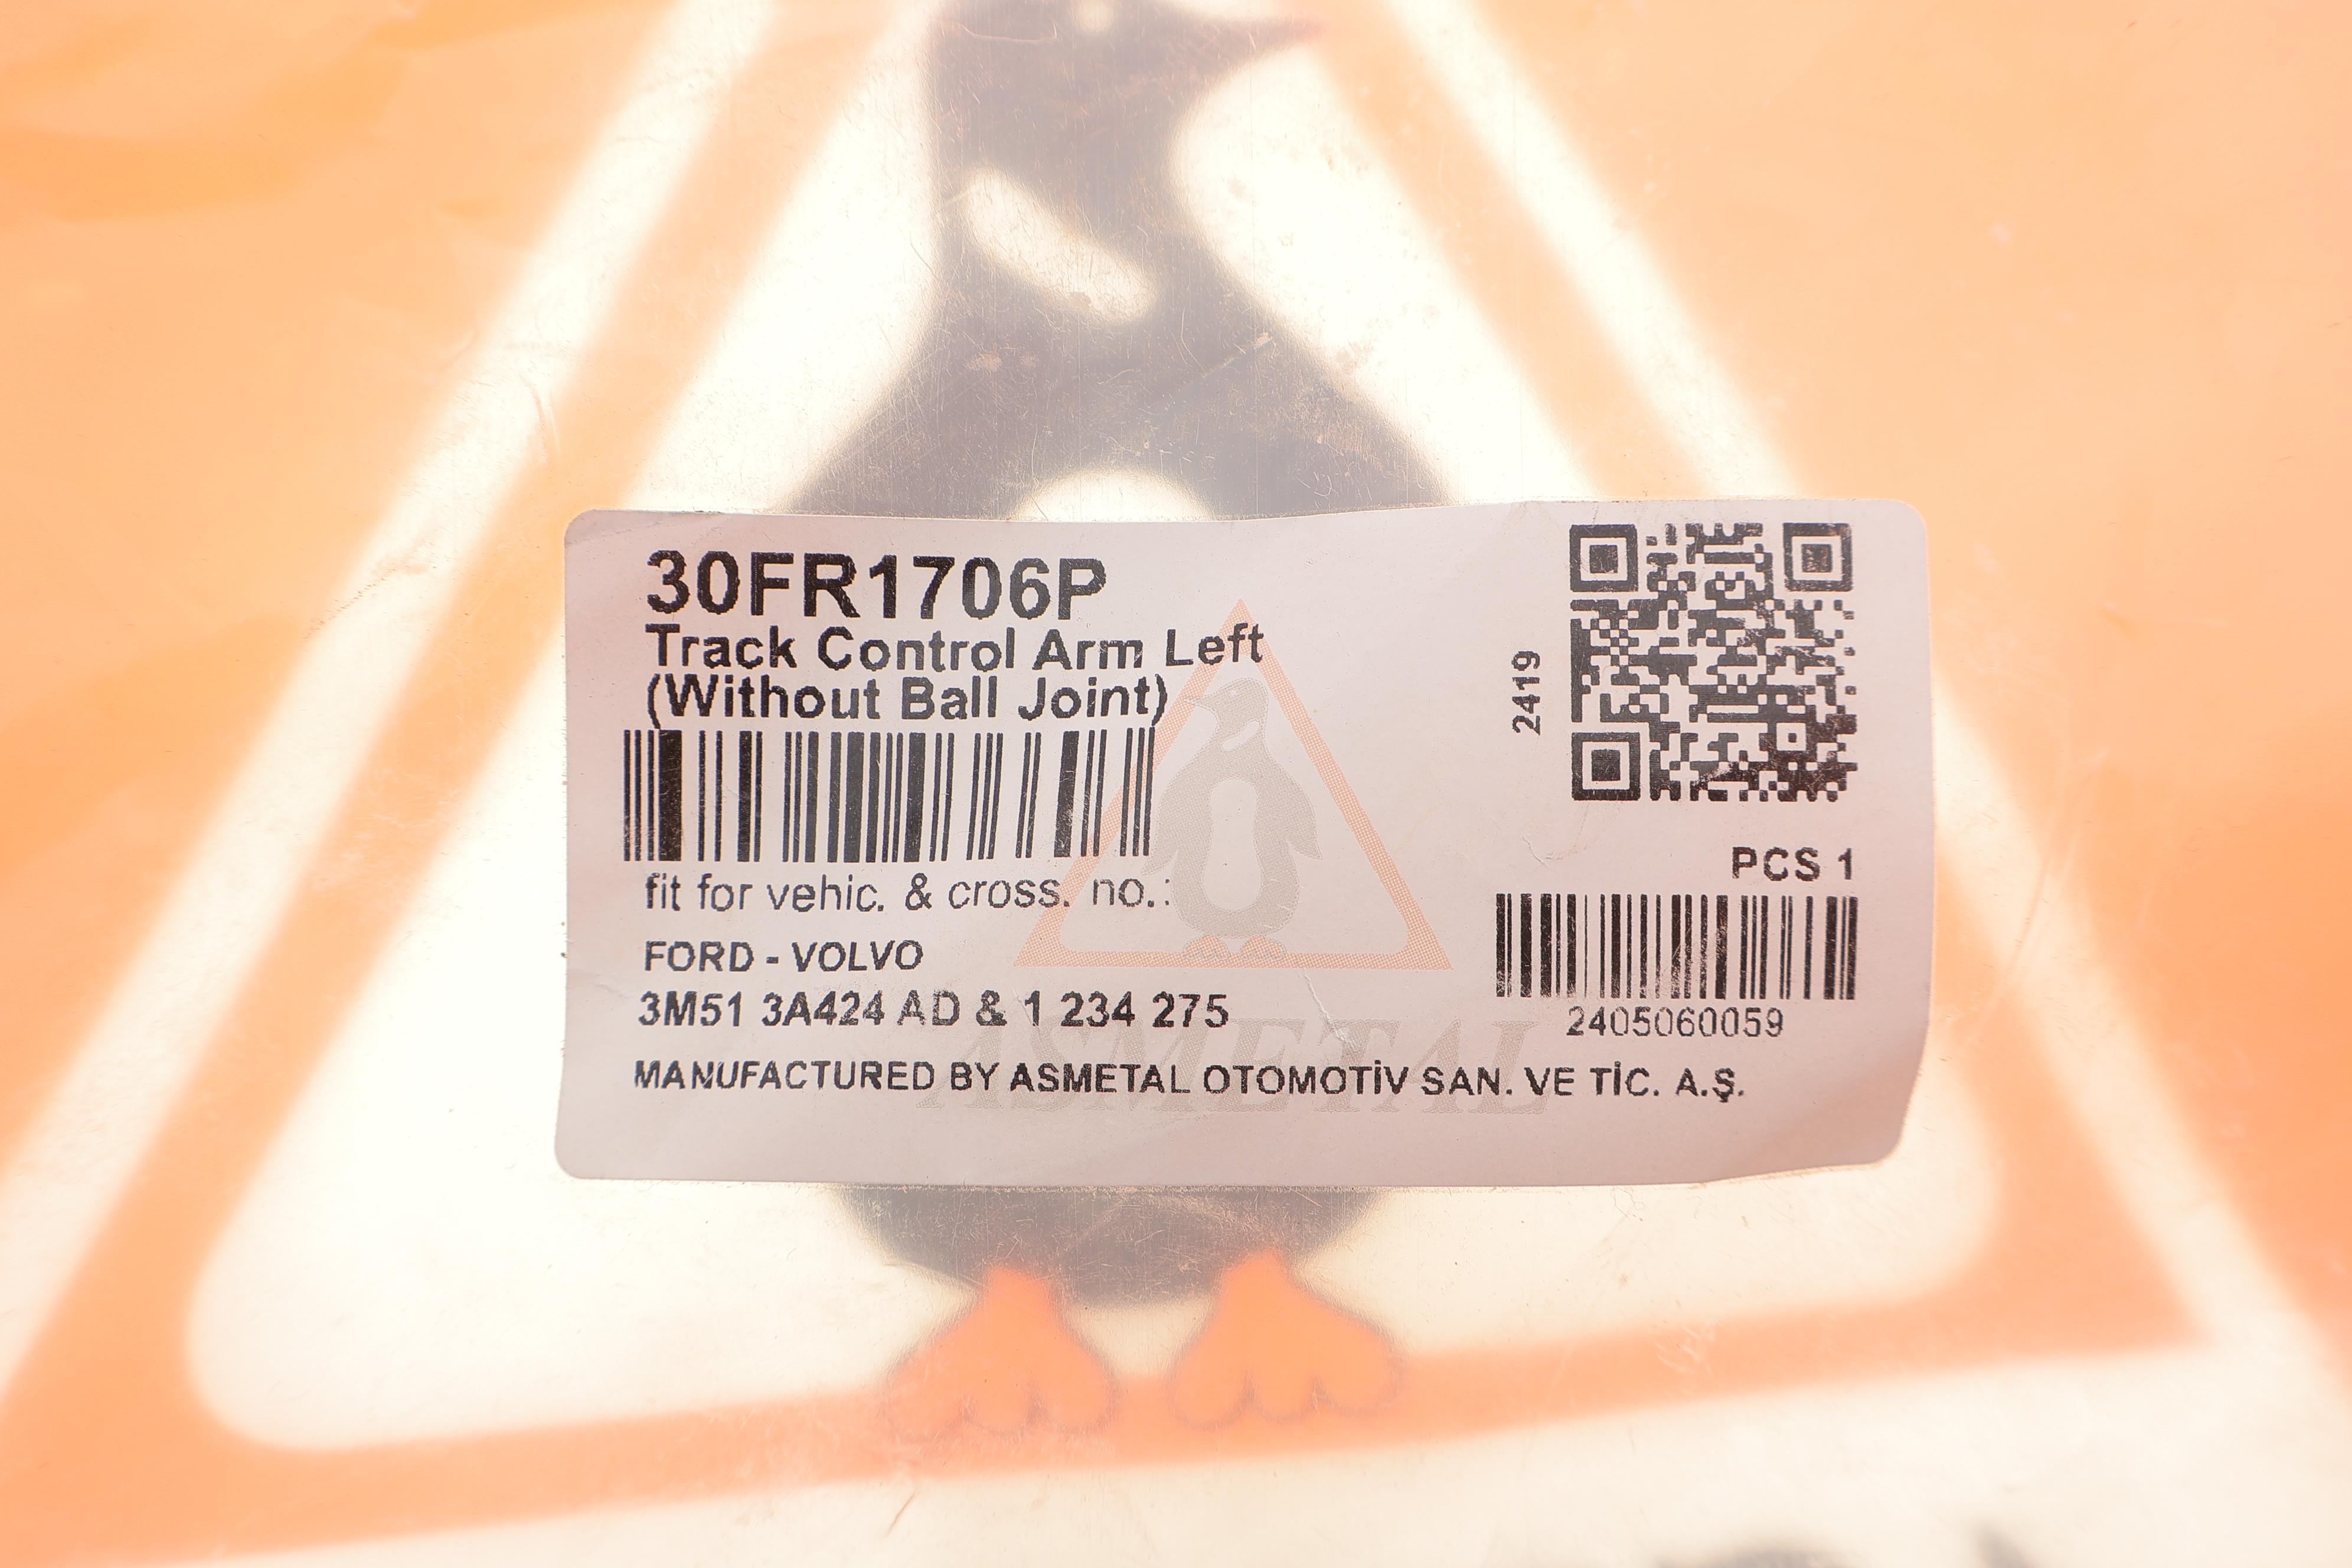 30FR1706P
Track Control Arm Left
(Without Ball Joint)
2419
fit for vehic. & cross. no.:
PCS 1
FORD - VOLVO
3M51 3A424 AD & 1 234 275
2405060059
MANUFACTURED BY ASMETAL OTOMOTİV SAN. VE TİC. A.Ş.
ASMETAL